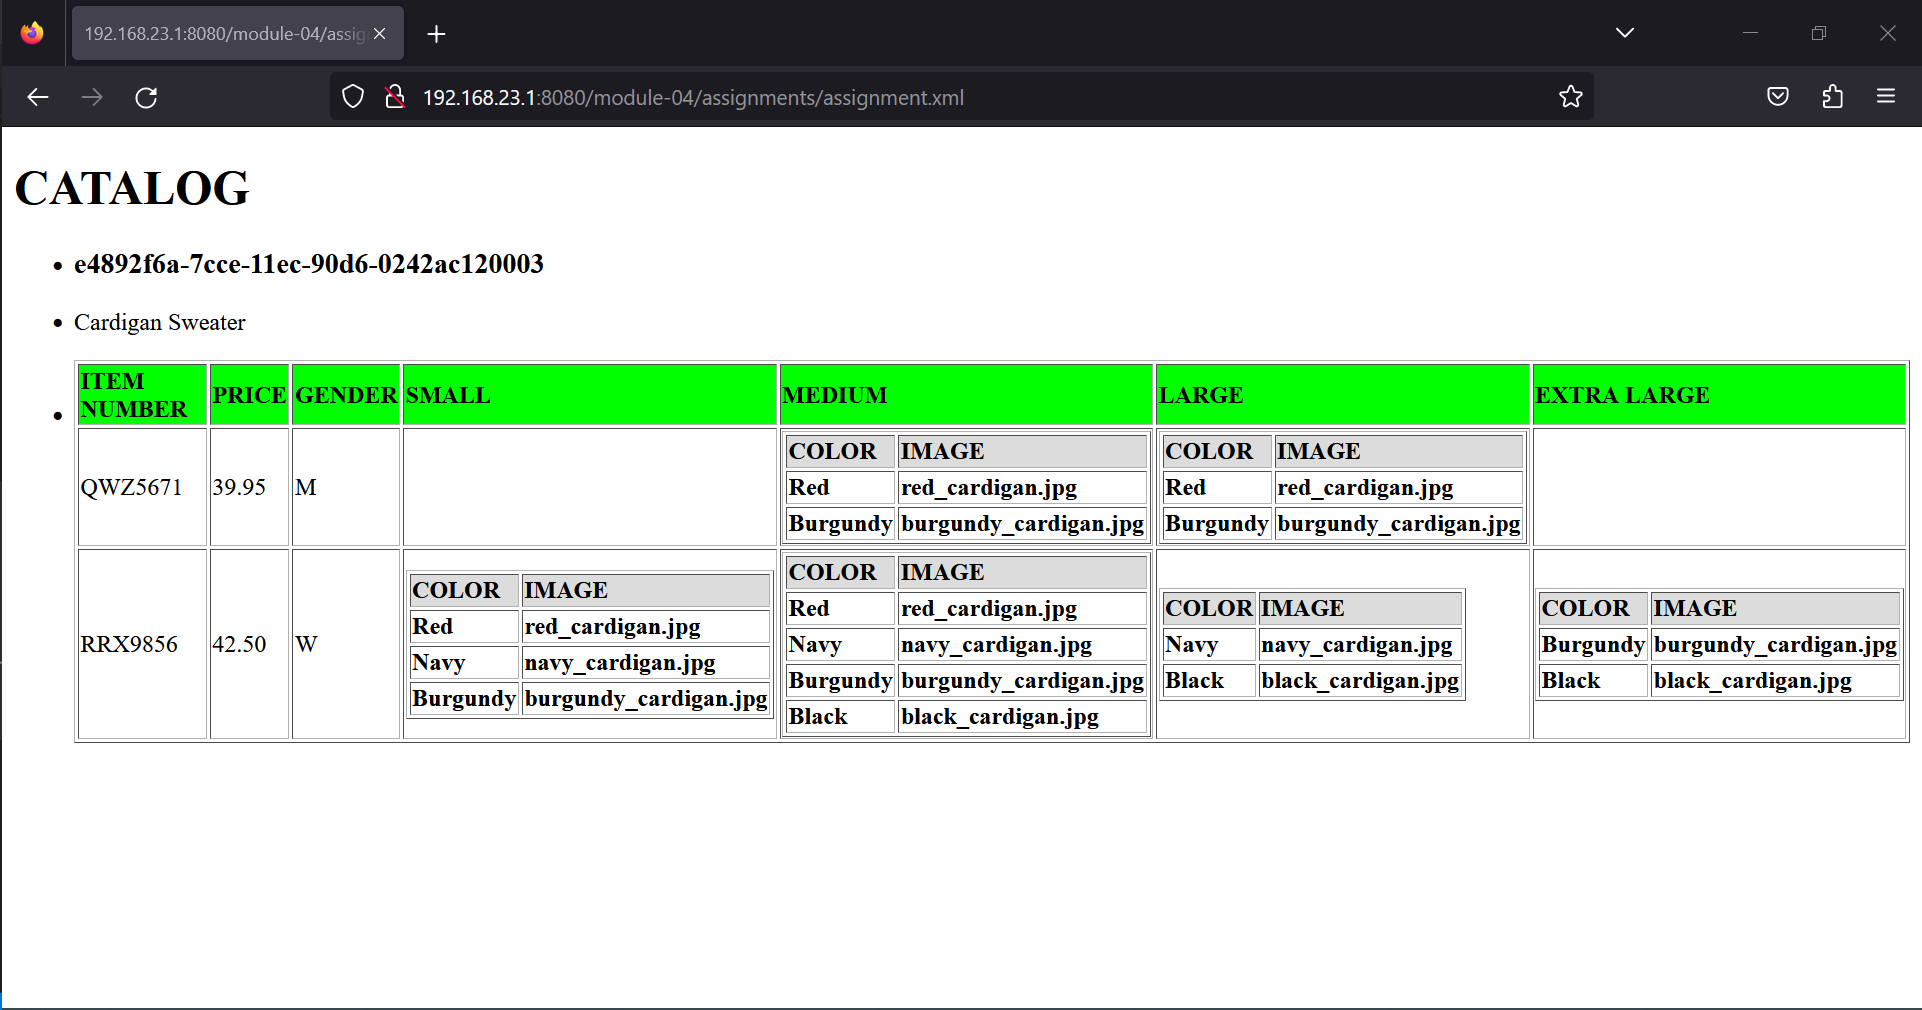 192.168.23.1:8080/module-04/assig
192.168.23.1:8080/module-04/assignments/assignment.xml
CATALOG
e4892f6a-7cce-11ec-90d6-0242ac120003
Cardigan Sweater
ITEM NUMBER PRICE GENDER SMALL MEDIUM LARGE EXTRA LARGE
QWZ5671 39.95 M
COLOR IMAGE
Red red_cardigan.jpg
Burgundy burgundy_cardigan.jpg
COLOR IMAGE
Red red_cardigan.jpg
Burgundy burgundy_cardigan.jpg
RRX9856 42.50 W
COLOR IMAGE
Red red_cardigan.jpg
Navy navy_cardigan.jpg
Burgundy burgundy_cardigan.jpg
COLOR IMAGE
Red red_cardigan.jpg
Navy navy_cardigan.jpg
Burgundy burgundy_cardigan.jpg
Black black_cardigan.jpg
COLOR IMAGE
Navy navy_cardigan.jpg
Black black_cardigan.jpg
COLOR IMAGE
Burgundy burgundy_cardigan.jpg
Black black_cardigan.jpg